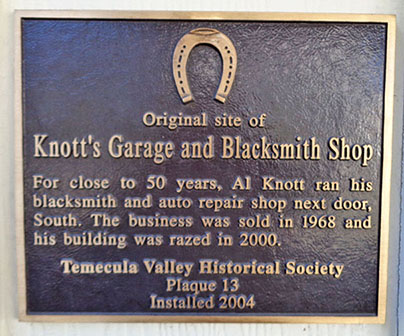 Original site of
Knott's Garage and Blacksmith Shop
For close to 50 years, Al Knott ran his
blacksmith and auto repair shop next door,
South. The business was sold in 1968 and
his building was razed in 2000.
Temecula Valley Historical Society
Plaque 13
Installed 2004